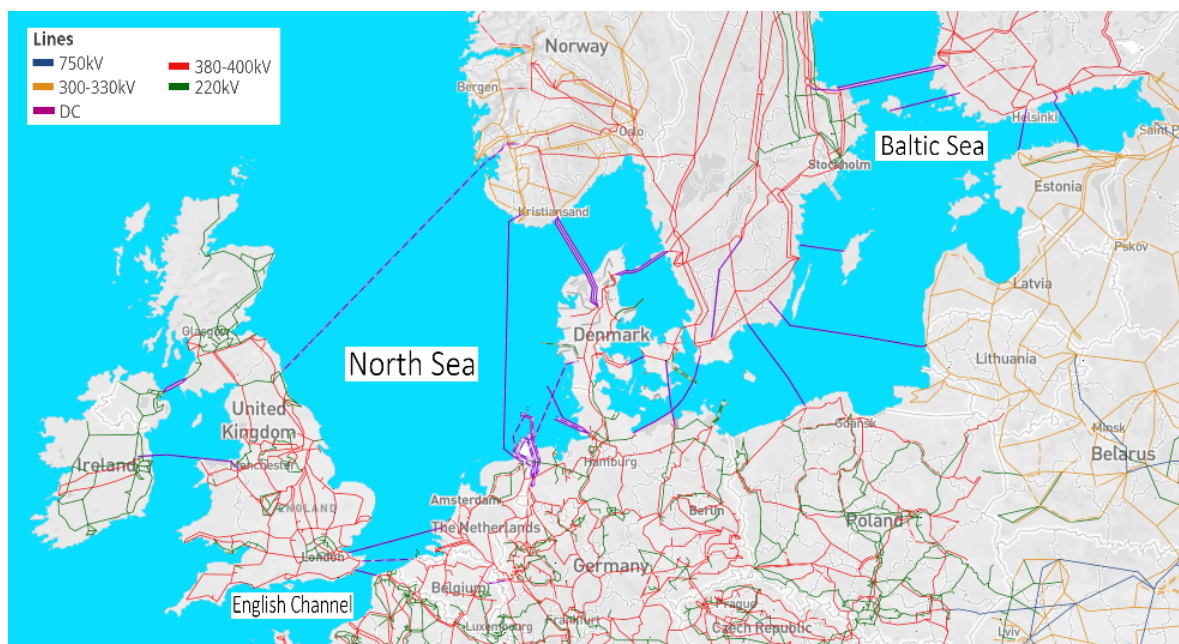 Lines
750kV
380-400kV
300-330kV
220kV
DC
Norway
Bergen
Oslo
Helsinki
Saint P
Baltic Sea
Stockholm
Estonia
Kristiansand
Pskov
Latvia
Glasgow
Denmark
North Sea
Lithuania
United
Kingdom
Gdansk
Minsk
Belarus
Ireland
Manchester
Hamburg
ENGLAND
Amsterdam
Berlin
The Netherlands
Poland
London
Germany
Belgium
English Channel
Prague
Luxembourg
Frankfurt
Czech Republic
Lviv